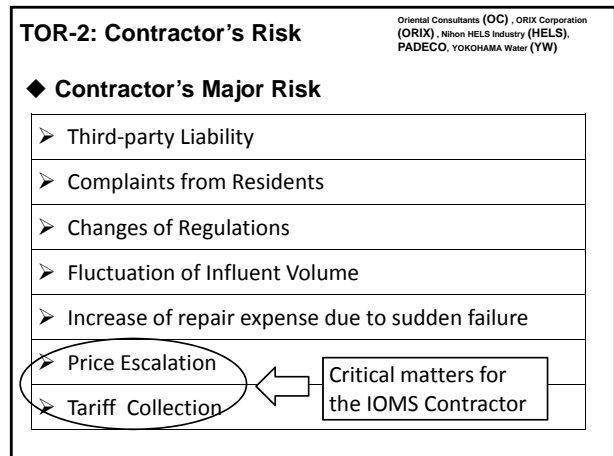 TOR-2: Contractor's Risk
Oriental Consultants (OC) , ORIX Corporation
(ORIX) , Nihon HELS Industry (HELS),
PADECO, YOKOHAMA Water (YW)
◆ Contractor's Major Risk
➢ Third-party Liability
➢ Complaints from Residents
➢ Changes of Regulations
➢ Fluctuation of Influent Volume
➢ Increase of repair expense due to sudden failure
➢ Price Escalation
➢ Tariff Collection
Critical matters for
the IOMS Contractor